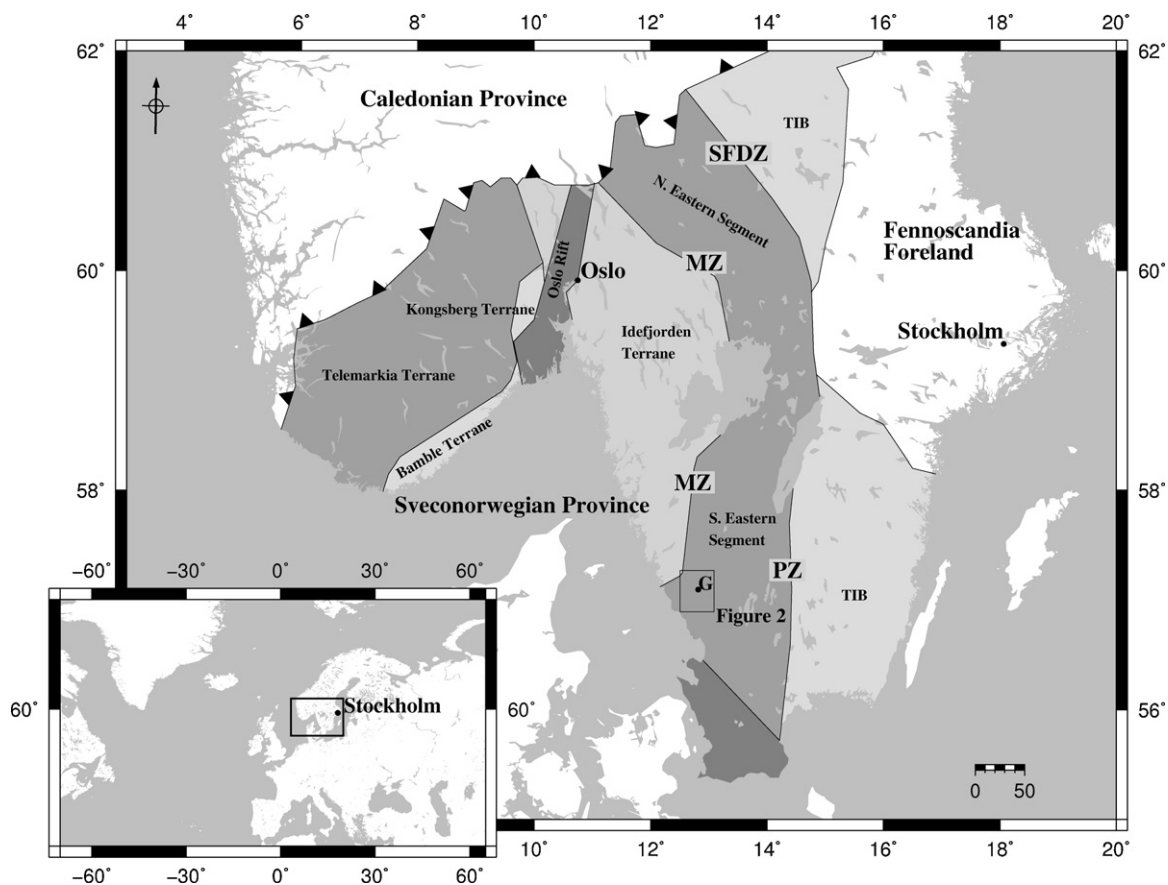 4˚ 6˚ 8˚ 10˚ 12˚ 14˚ 16˚ 18˚ 20˚
62˚ 62˚
Caledonian Province
TIB
SFDZ
N. Eastern Segment
Fennoscandia
Foreland
60˚ 60˚
MZ
Oslo Rift
Oslo
Kongsberg Terrane
Idefjorden
Terrane
Stockholm
Telemarkia Terrane
Bamble Terrane
58˚ 58˚
MZ
Sveconorwegian Province
S. Eastern
Segment
PZ
G
Figure 2
TIB
56˚
0 50
10˚ 12˚ 14˚ 16˚ 18˚ 20˚
−60˚ −30˚ 0˚ 30˚ 60˚
Stockholm
60˚ 60˚
−60˚ −30˚ 0˚ 30˚ 60˚